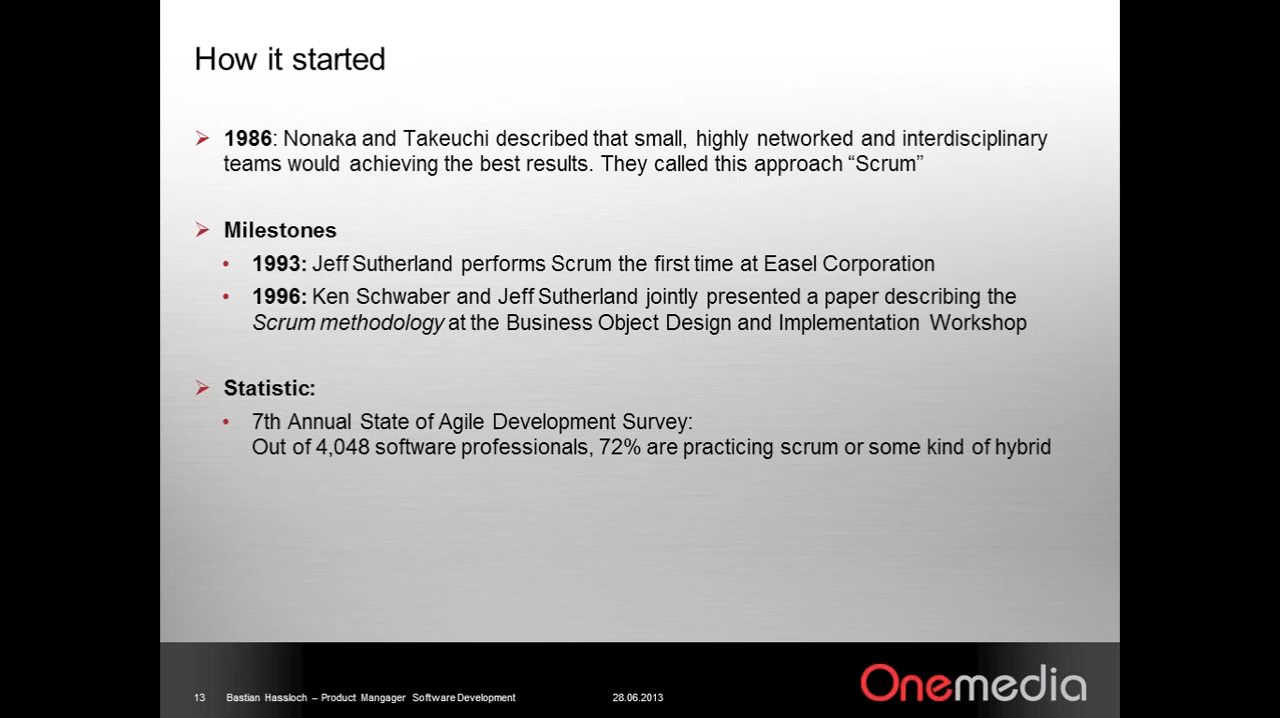 How it started
➢ 1986: Nonaka and Takeuchi described that small, highly networked and interdisciplinary
teams would achieving the best results. They called this approach “Scrum”
➢ Milestones
• 1993: Jeff Sutherland performs Scrum the first time at Easel Corporation
• 1996: Ken Schwaber and Jeff Sutherland jointly presented a paper describing the
Scrum methodology at the Business Object Design and Implementation Workshop
➢ Statistic:
• 7th Annual State of Agile Development Survey:
Out of 4,048 software professionals, 72% are practicing scrum or some kind of hybrid
13 Bastian Hassloch – Product Mangager Software Development 28.06.2013
Onemedia